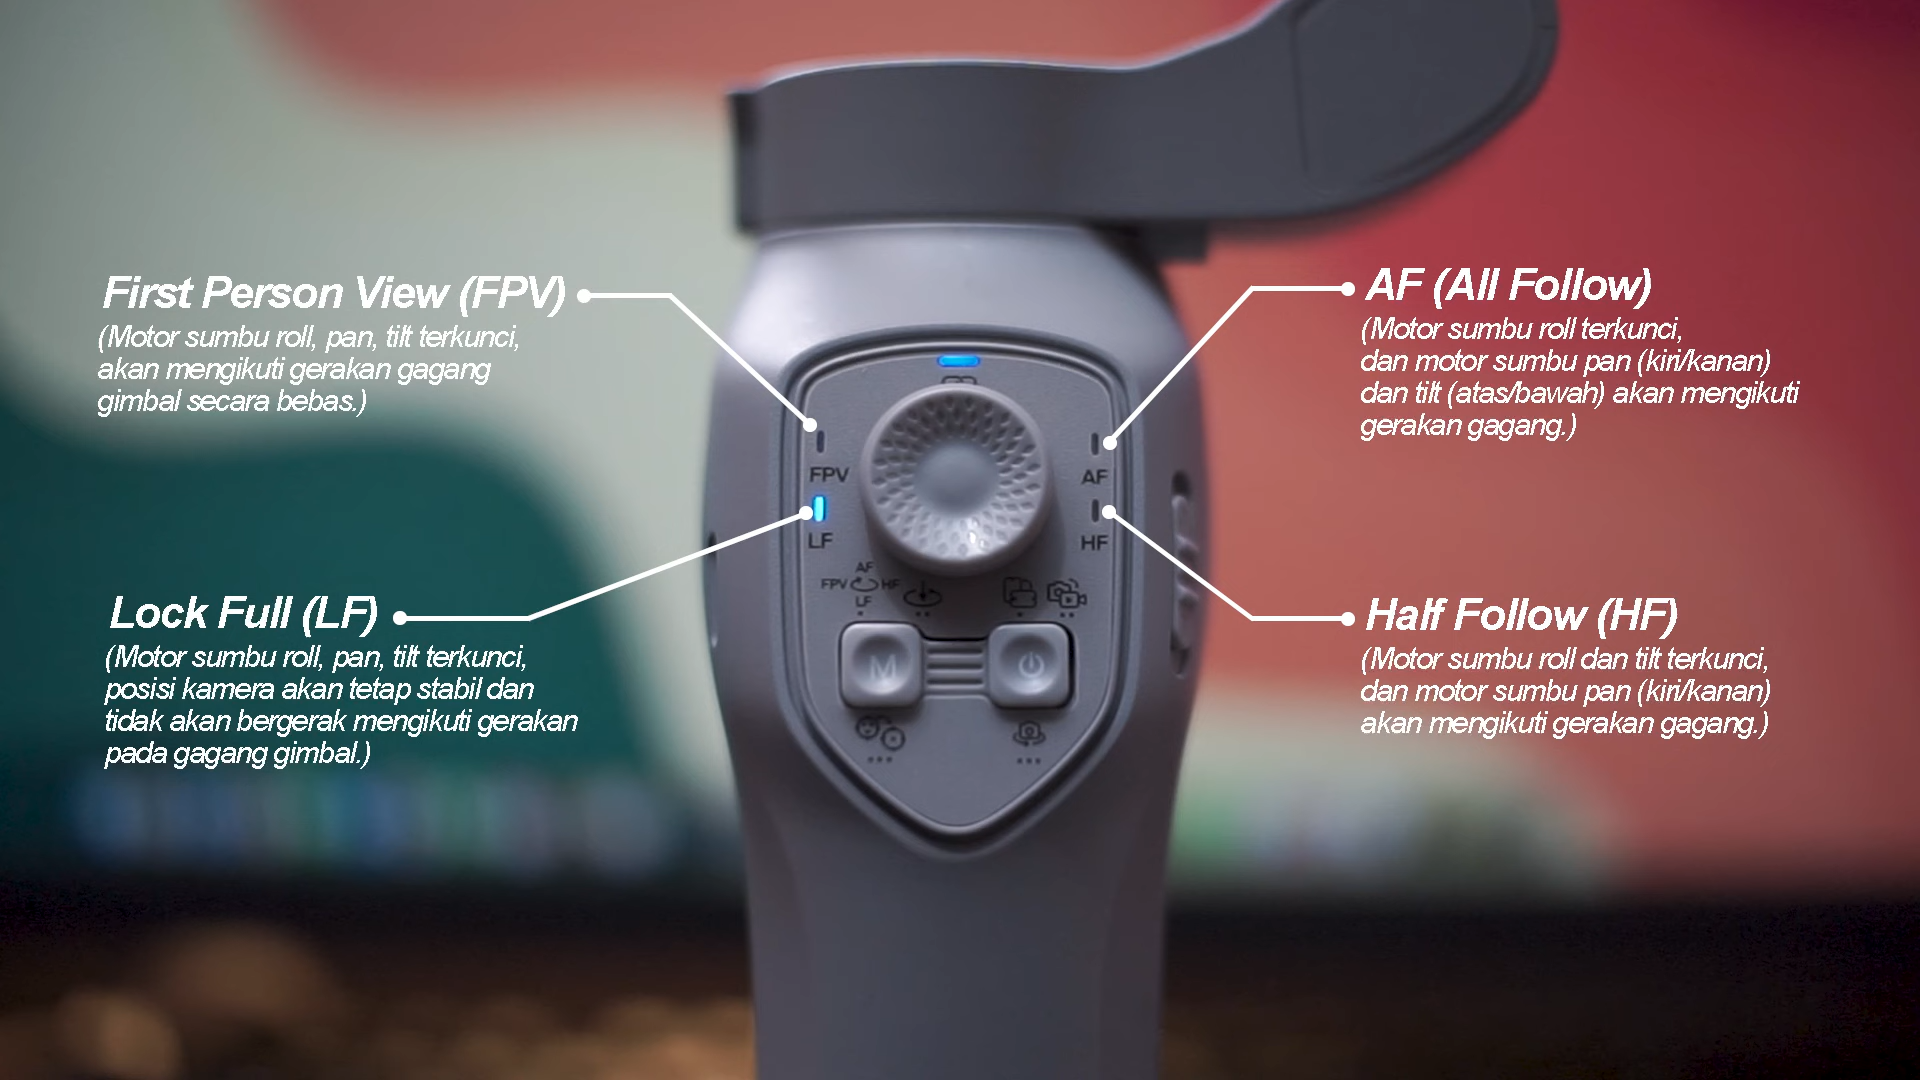 First Person View (FPV)
(Motor sumbu roll, pan, tilt terkunci,
akan mengikuti gerakan gagang
gimbal secara bebas.)
Lock Full (LF)
(Motor sumbu roll, pan, tilt terkunci,
posisi kamera akan tetap stabil dan
tidak akan bergerak mengikuti gerakan
pada gagang gimbal.)
AF (All Follow)
(Motor sumbu roll terkunci,
dan motor sumbu pan (kiri/kanan)
dan tilt (atas/bawah) akan mengikuti
gerakan gagang.)
Half Follow (HF)
(Motor sumbu roll dan tilt terkunci,
dan motor sumbu pan (kiri/kanan)
akan mengikuti gerakan gagang.)
FPV
AF
LF
HF
AF
FPV HF
LF
M